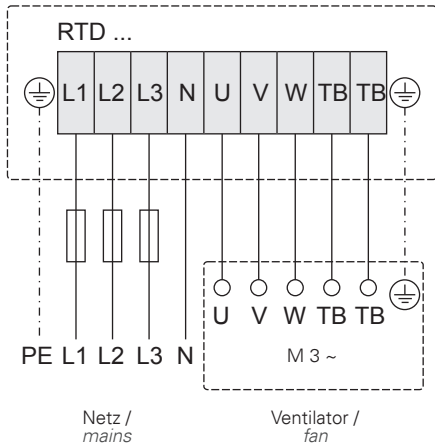 RTD ...
L1 L2 L3 N U V W TB TB
U V W TB TB
M 3 ~
PE L1 L2 L3 N
Netz / Ventilator /
mains fan